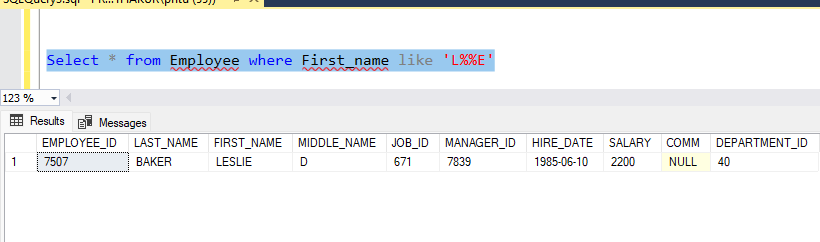 Select * from Employee where First_name like 'L%%E'
123 %
Results Messages
EMPLOYEE_ID LAST_NAME FIRST_NAME MIDDLE_NAME JOB_ID MANAGER_ID HIRE_DATE SALARY COMM DEPARTMENT_ID
1 7507 BAKER LESLIE D 671 7839 1985-06-10 2200 NULL 40